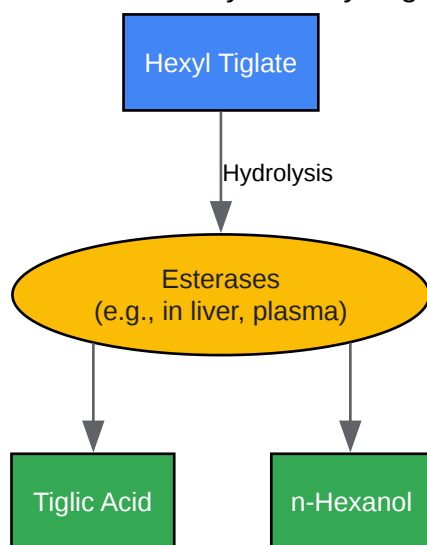 Hexyl Tiglate
Hydrolysis
Esterases
(e.g., in liver, plasma)
Tiglic Acid
n-Hexanol